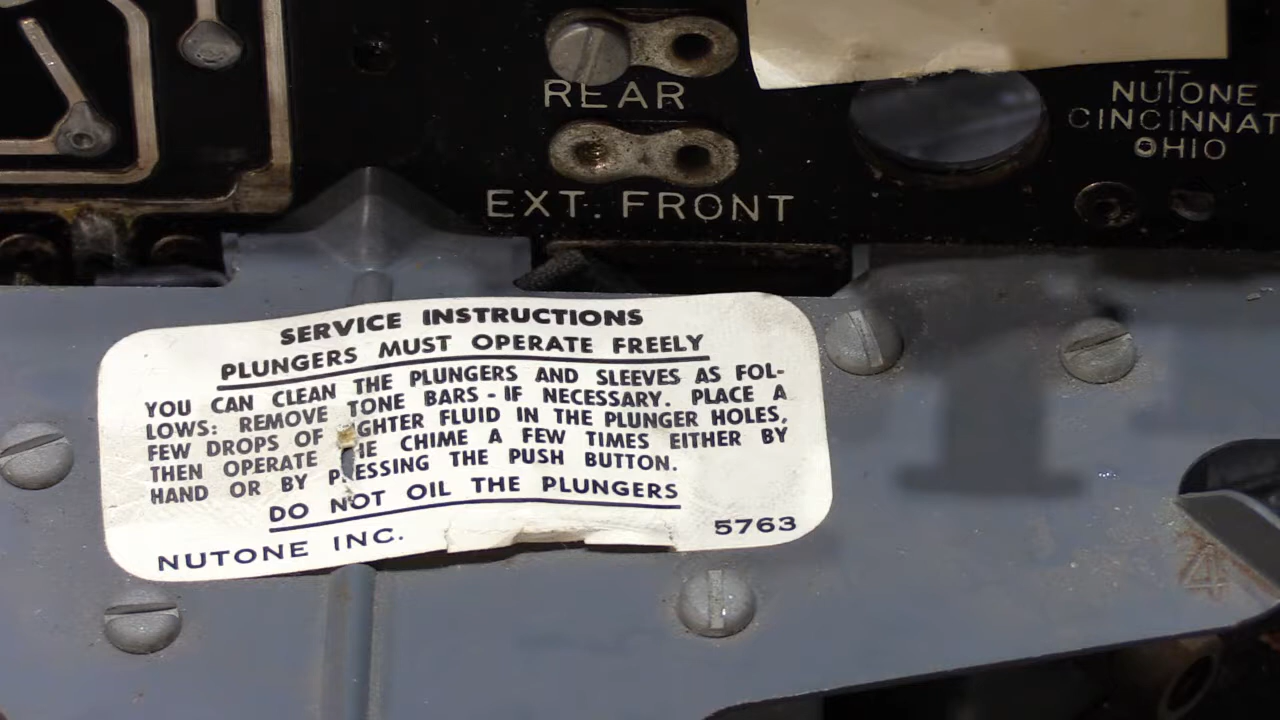 REAR
EXT. FRONT
NUTONE
CINCINNAT
OHIO
SERVICE INSTRUCTIONS
PLUNGERS MUST OPERATE FREELY
YOU CAN CLEAN THE PLUNGERS AND SLEEVES AS FOL-
LOWS: REMOVE TONE BARS - IF NECESSARY. PLACE A
FEW DROPS OF IGHTER FLUID IN THE PLUNGER HOLES,
THEN OPERATE HE CHIME A FEW TIMES EITHER BY
HAND OR BY PRESSING THE PUSH BUTTON.
DO NOT OIL THE PLUNGERS
NUTONE INC. 5763
4